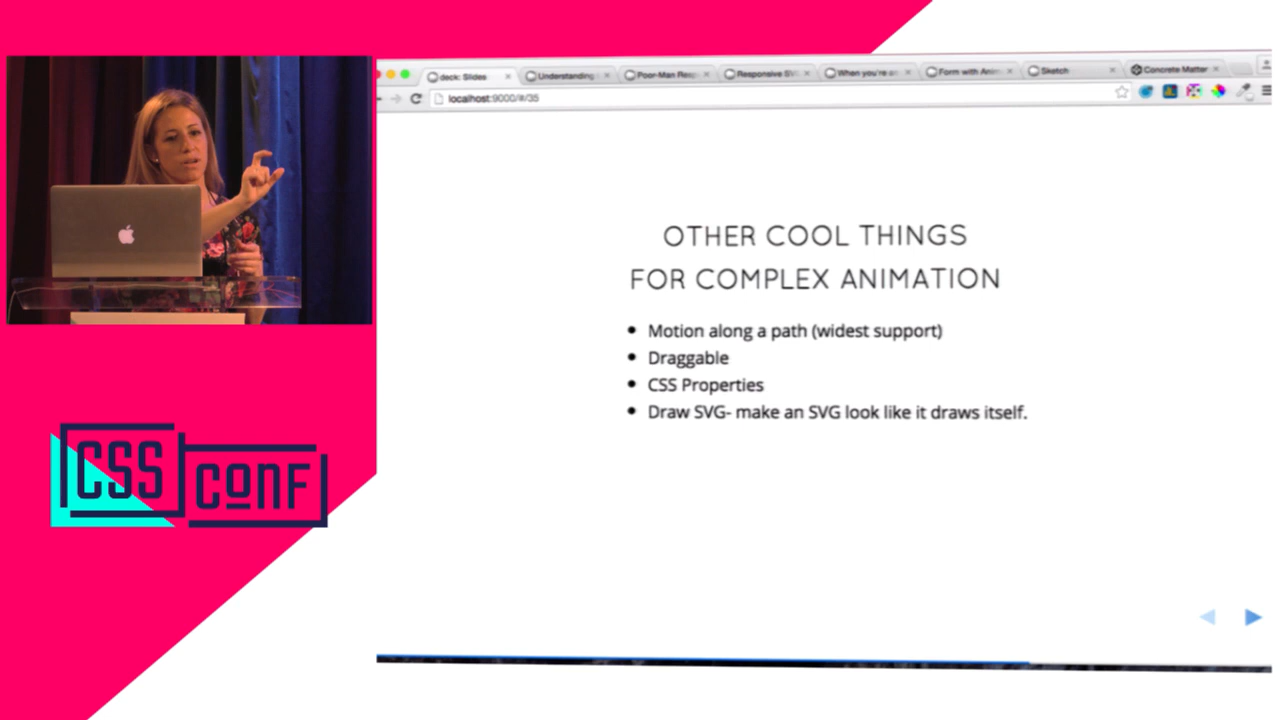 deck: Slides
Understanding
Poor-Man Resp
Responsive SV
When you're an
Form with Anim
Sketch
Concrete Matter
localhost:9000/#/35
OTHER COOL THINGS
FOR COMPLEX ANIMATION
Motion along a path (widest support)
Draggable
CSS Properties
Draw SVG- make an SVG look like it draws itself.
CSS
CONF